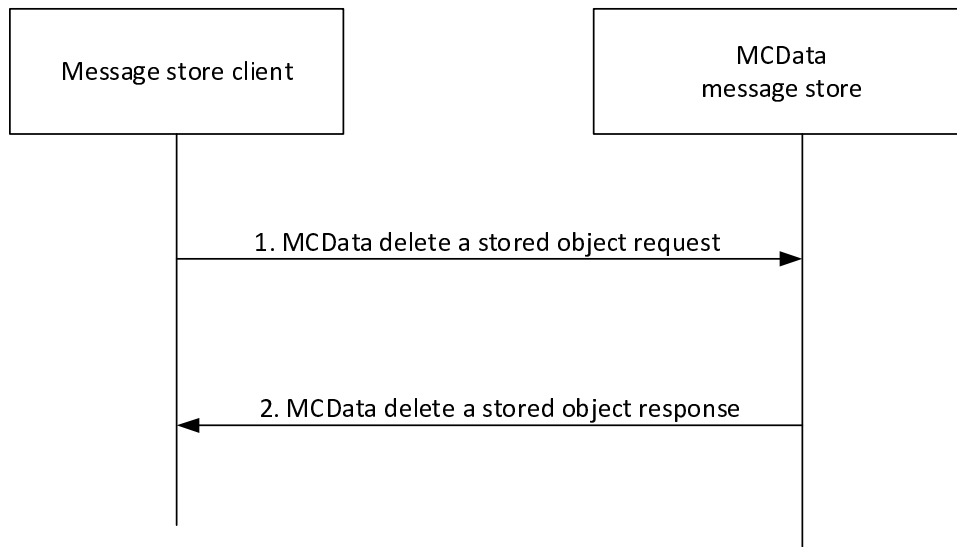 Message store client
MCData
message store
1. MCData delete a stored object request
2. MCData delete a stored object response